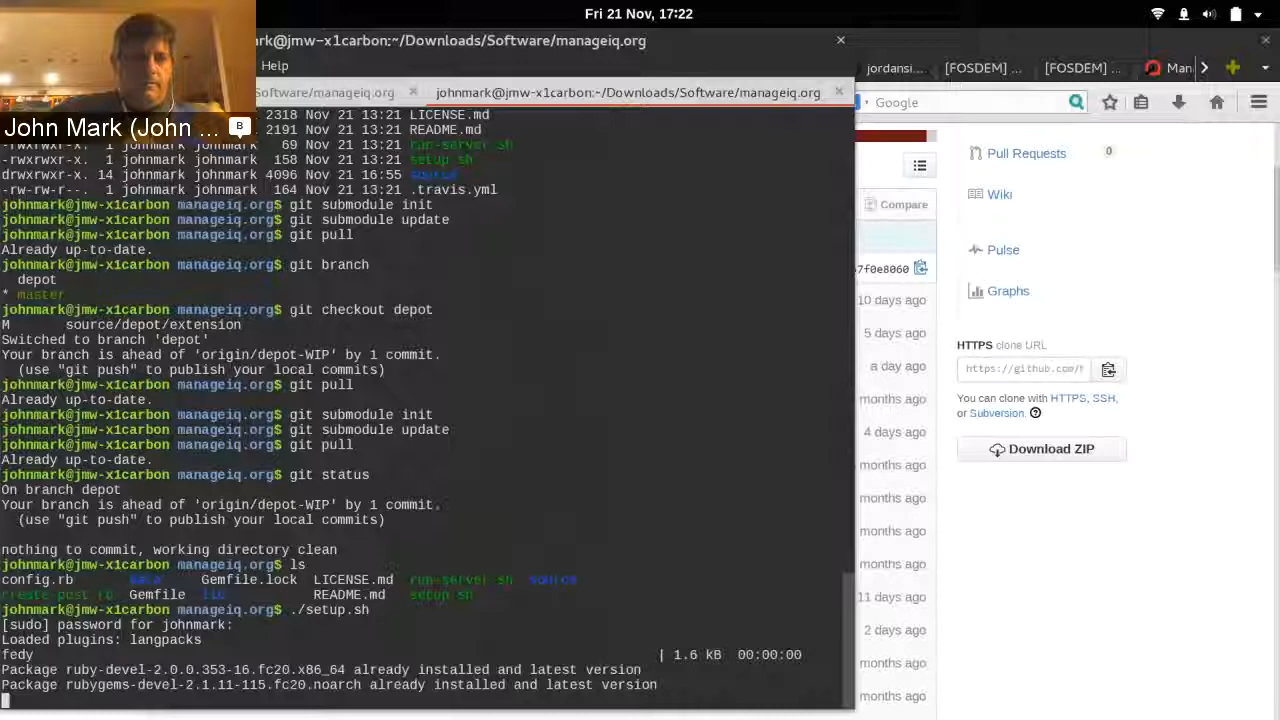 Fri 21 Nov, 17:22
rk@jmw-x1carbon:~/Downloads/Software/manageiq.org
Help
Software/manageiq.org
johnmark@jmw-x1carbon:~/Downloads/Software/manageiq.org
John Mark (John ...
B
2318 Nov 21 13:21 LICENSE.md
2191 Nov 21 13:21 README.md
-rwxrwxr-x. 1 johnmark johnmark 69 Nov 21 13:21 run-server.sh
-rwxrwxr-x. 1 johnmark johnmark 158 Nov 21 13:21 setup.sh
drwxrwxr-x. 14 johnmark johnmark 4096 Nov 21 16:55 source
-rw-rw-r--. 1 johnmark johnmark 164 Nov 21 13:21 .travis.yml
johnmark@jmw-x1carbon manageiq.org$ git submodule init
johnmark@jmw-x1carbon manageiq.org$ git submodule update
johnmark@jmw-x1carbon manageiq.org$ git pull
Already up-to-date.
johnmark@jmw-x1carbon manageiq.org$ git branch
depot
* master
johnmark@jmw-x1carbon manageiq.org$ git checkout depot
M source/depot/extension
Switched to branch 'depot'
Your branch is ahead of 'origin/depot-WIP' by 1 commit.
(use "git push" to publish your local commits)
johnmark@jmw-x1carbon manageiq.org$ git pull
Already up-to-date.
johnmark@jmw-x1carbon manageiq.org$ git submodule init
johnmark@jmw-x1carbon manageiq.org$ git submodule update
johnmark@jmw-x1carbon manageiq.org$ git pull
Already up-to-date.
johnmark@jmw-x1carbon manageiq.org$ git status
On branch depot
Your branch is ahead of 'origin/depot-WIP' by 1 commit.
(use "git push" to publish your local commits)
nothing to commit, working directory clean
johnmark@jmw-x1carbon manageiq.org$ ls
config.rb data Gemfile.lock LICENSE.md run-server.sh source
create-post.rb Gemfile lib README.md setup.sh
johnmark@jmw-x1carbon manageiq.org$ ./setup.sh
[sudo] password for johnmark:
Loaded plugins: langpacks
fedy | 1.6 kB 00:00:00
Package ruby-devel-2.0.0.353-16.fc20.x86_64 already installed and latest version
Package rubygems-devel-2.1.11-115.fc20.noarch already installed and latest version
jordansi... [FOSDEM] ... [FOSDEM] ... Man
Google
Pull Requests 0
Wiki
Compare
Pulse
7f0e8060
Graphs
10 days ago
5 days ago
HTTPS clone URL
a day ago
https://github.com/
months ago
You can clone with HTTPS, SSH,
or Subversion.
4 days ago
Download ZIP
months ago
months ago
months ago
months ago
11 days ago
2 days ago
months ago
months ago